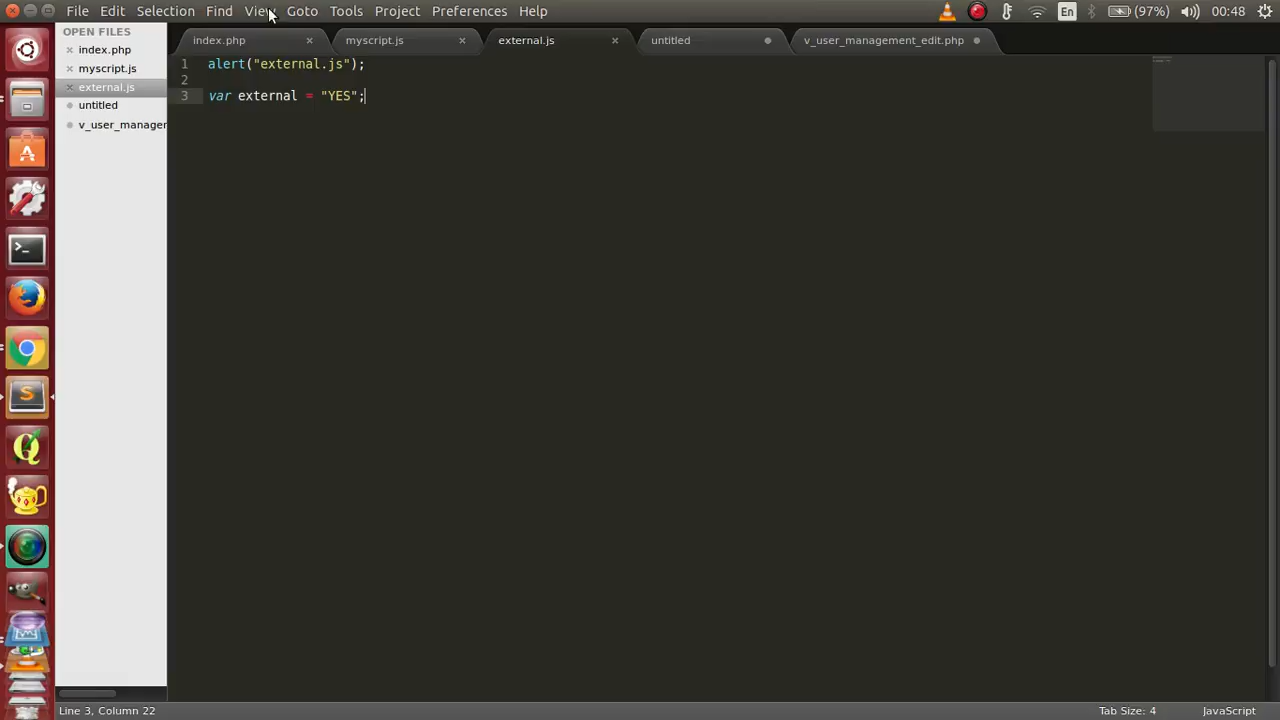 File Edit Selection Find View Goto Tools Project Preferences Help
En (97%) 00:48
OPEN FILES
index.php
myscript.js
external.js
untitled
v_user_manager
index.php myscript.js external.js untitled v_user_management_edit.php
1 alert("external.js");
2
3 var external = "YES";
Line 3, Column 22
Tab Size: 4
JavaScript